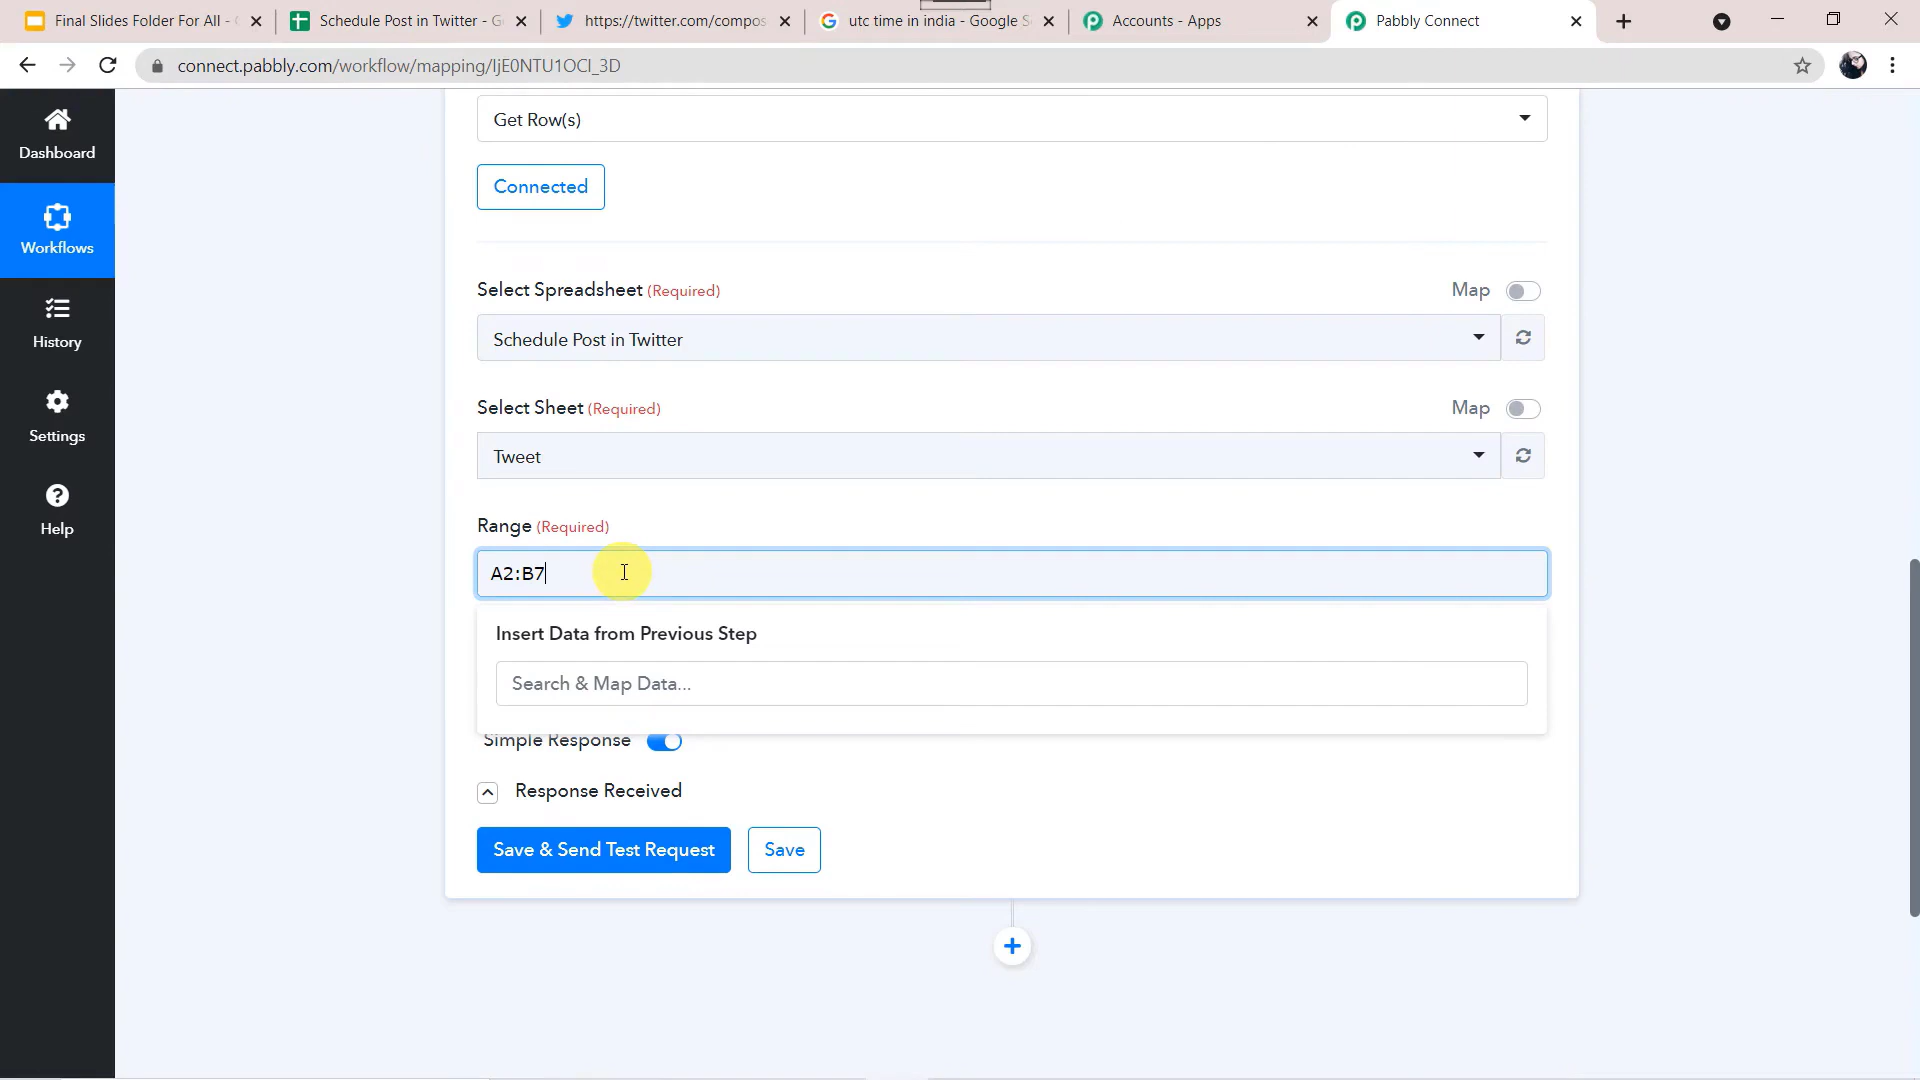 Final Slides Folder For All -
Schedule Post in Twitter - G
https://twitter.com/compos
utc time in india - Google S
Accounts - Apps
Pabbly Connect
connect.pabbly.com/workflow/mapping/IjE0NTU1OCI_3D
Dashboard
Workflows
History
Settings
Help
Get Row(s)
Connected
Select Spreadsheet (Required)
Map
Schedule Post in Twitter
Select Sheet (Required)
Map
Tweet
Range (Required)
A2:B7
Insert Data from Previous Step
Search & Map Data...
Simple Response
Response Received
Save & Send Test Request
Save